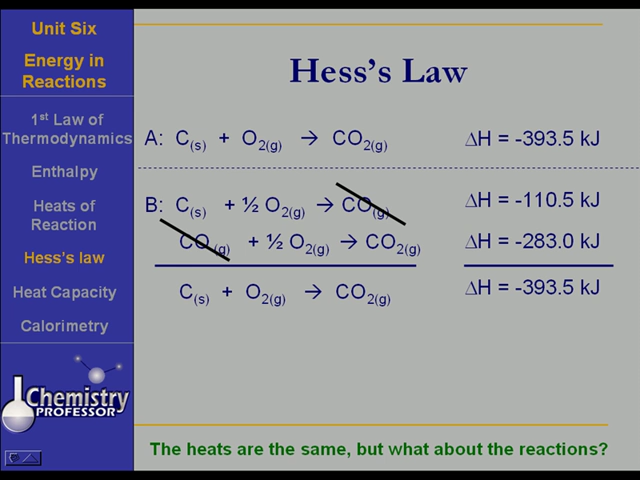 Unit Six
Energy in
Reactions
1st Law of
Thermodynamics
Enthalpy
Heats of
Reaction
Hess's law
Heat Capacity
Calorimetry
Chemistry
PROFESSOR
Hess's Law
A: C(s) + O2(g) → CO2(g) ΔH = -393.5 kJ
B: C(s) + ½ O2(g) → CO(g) ΔH = -110.5 kJ
CO(g) + ½ O2(g) → CO2(g) ΔH = -283.0 kJ
C(s) + O2(g) → CO2(g) ΔH = -393.5 kJ
The heats are the same, but what about the reactions?